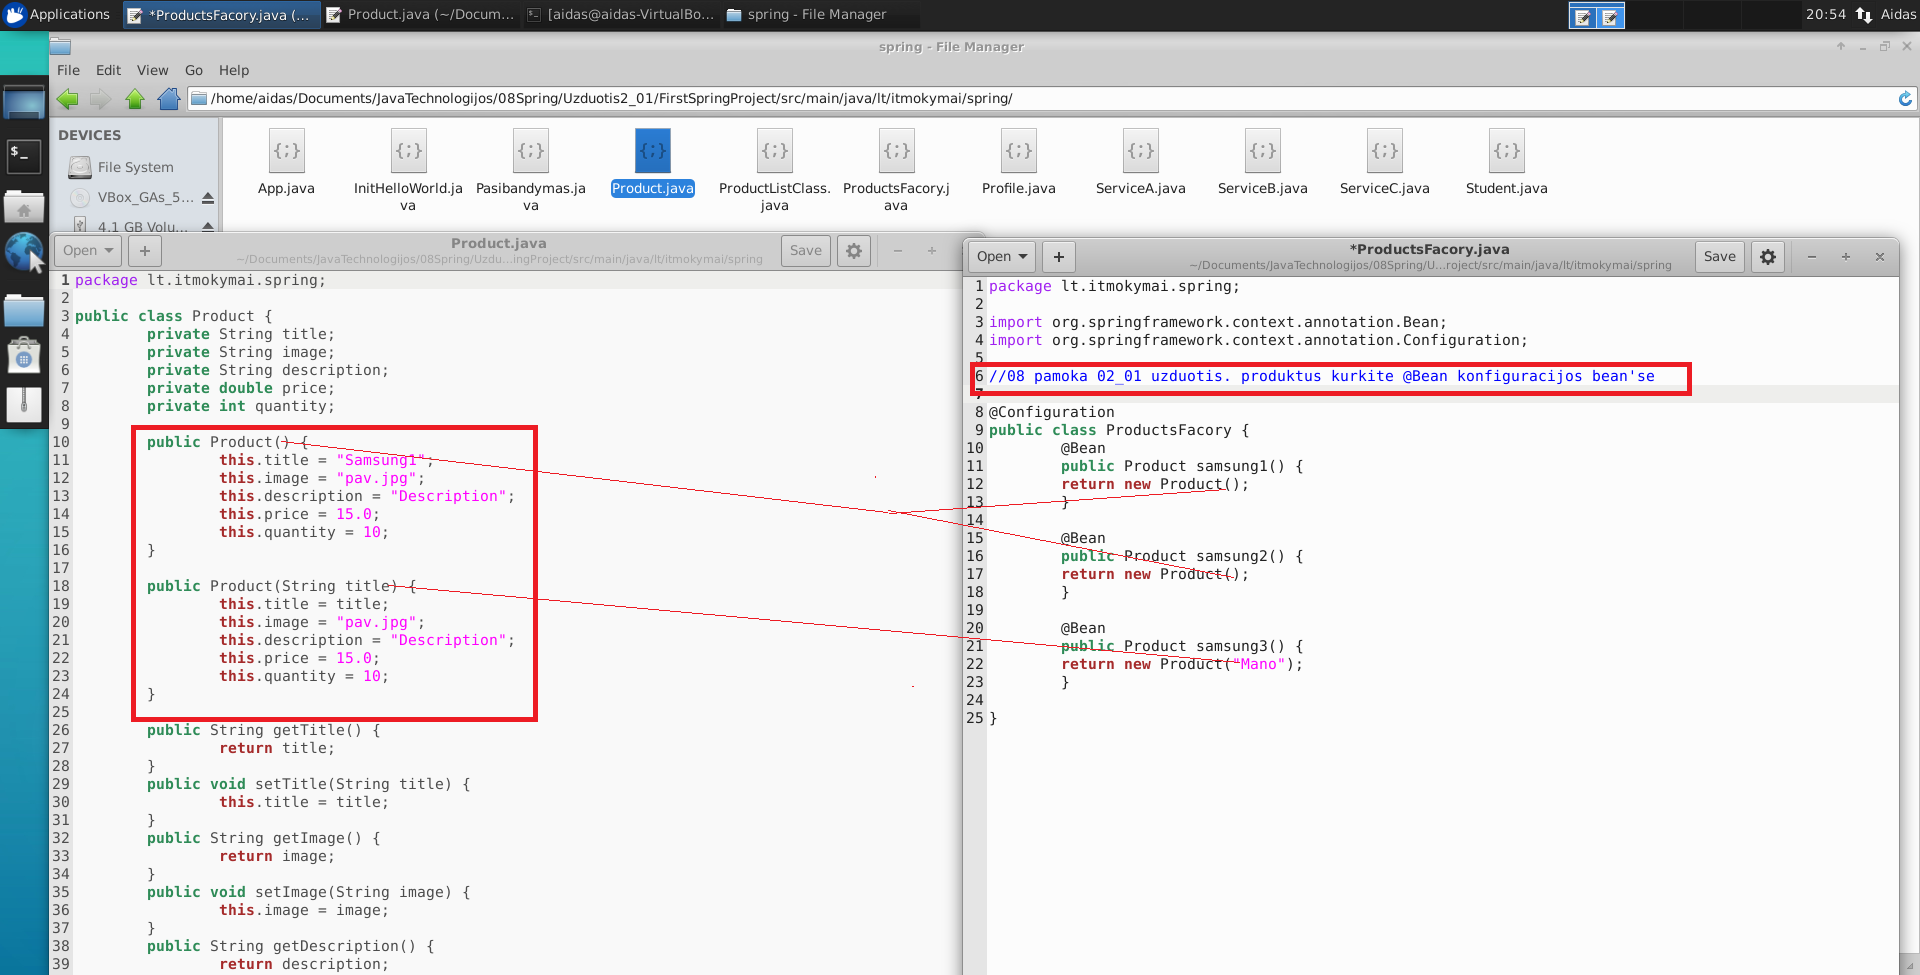 Applications
*ProductsFacory.java (...
Product.java (~/Docum...
[aidas@aidas-VirtualBo...
spring - File Manager
20:54
Aidas
spring - File Manager
File Edit View Go Help
/home/aidas/Documents/JavaTechnologijos/08Spring/Uzduotis2_01/FirstSpringProject/src/main/java/lt/itmokymai/spring/
DEVICES
File System
VBox_GAs_5...
4.1 GB Volu...
App.java
InitHelloWorld.ja
va
Pasibandymas.ja
va
Product.java
ProductListClass.
java
ProductsFacory.j
ava
Profile.java
ServiceA.java
ServiceB.java
ServiceC.java
Student.java
Open
+
Product.java
~/Documents/JavaTechnologijos/08Spring/Uzdu...ingProject/src/main/java/lt/itmokymai/spring
Save
1 package lt.itmokymai.spring;
2
3 public class Product {
4 private String title;
5 private String image;
6 private String description;
7 private double price;
8 private int quantity;
9
10 public Product() {
11 this.title = "Samsung1";
12 this.image = "pav.jpg";
13 this.description = "Description";
14 this.price = 15.0;
15 this.quantity = 10;
16 }
17
18 public Product(String title) {
19 this.title = title;
20 this.image = "pav.jpg";
21 this.description = "Description";
22 this.price = 15.0;
23 this.quantity = 10;
24 }
25
26 public String getTitle() {
27 return title;
28 }
29 public void setTitle(String title) {
30 this.title = title;
31 }
32 public String getImage() {
33 return image;
34 }
35 public void setImage(String image) {
36 this.image = image;
37 }
38 public String getDescription() {
39 return description;
Open
+
*ProductsFacory.java
~/Documents/JavaTechnologijos/08Spring/U...roject/src/main/java/lt/itmokymai/spring
Save
1 package lt.itmokymai.spring;
2
3 import org.springframework.context.annotation.Bean;
4 import org.springframework.context.annotation.Configuration;
5
6 //08 pamoka 02_01 uzduotis. produktus kurkite @Bean konfiguracijos bean'se
7
8 @Configuration
9 public class ProductsFacory {
10 @Bean
11 public Product samsung1() {
12 return new Product();
13 }
14
15 @Bean
16 public Product samsung2() {
17 return new Product();
18 }
19
20 @Bean
21 public Product samsung3() {
22 return new Product("Mano");
23 }
24
25 }